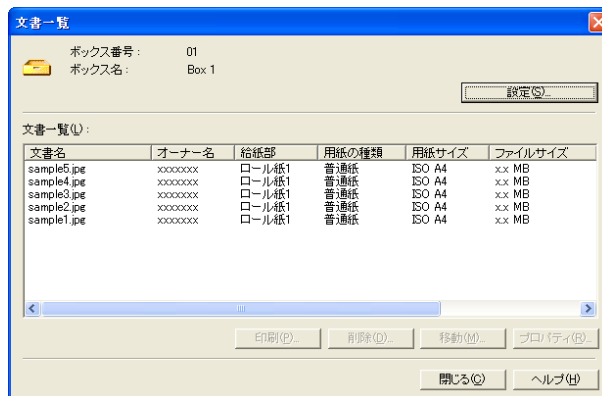 文書一覧
ボックス番号： 01
ボックス名： Box 1
設定(S)...
文書一覧(L)：
文書名 オーナー名 給紙部 用紙の種類 用紙サイズ ファイルサイズ
sample5.jpg xxxxxxx ロール紙1 普通紙 ISO A4 x.x MB
sample4.jpg xxxxxxx ロール紙1 普通紙 ISO A4 x.x MB
sample3.jpg xxxxxxx ロール紙1 普通紙 ISO A4 x.x MB
sample2.jpg xxxxxxx ロール紙1 普通紙 ISO A4 x.x MB
sample1.jpg xxxxxxx ロール紙1 普通紙 ISO A4 x.x MB
印刷(P)... 削除(D)... 移動(M)... プロパティ(R)...
閉じる(C) ヘルプ(H)